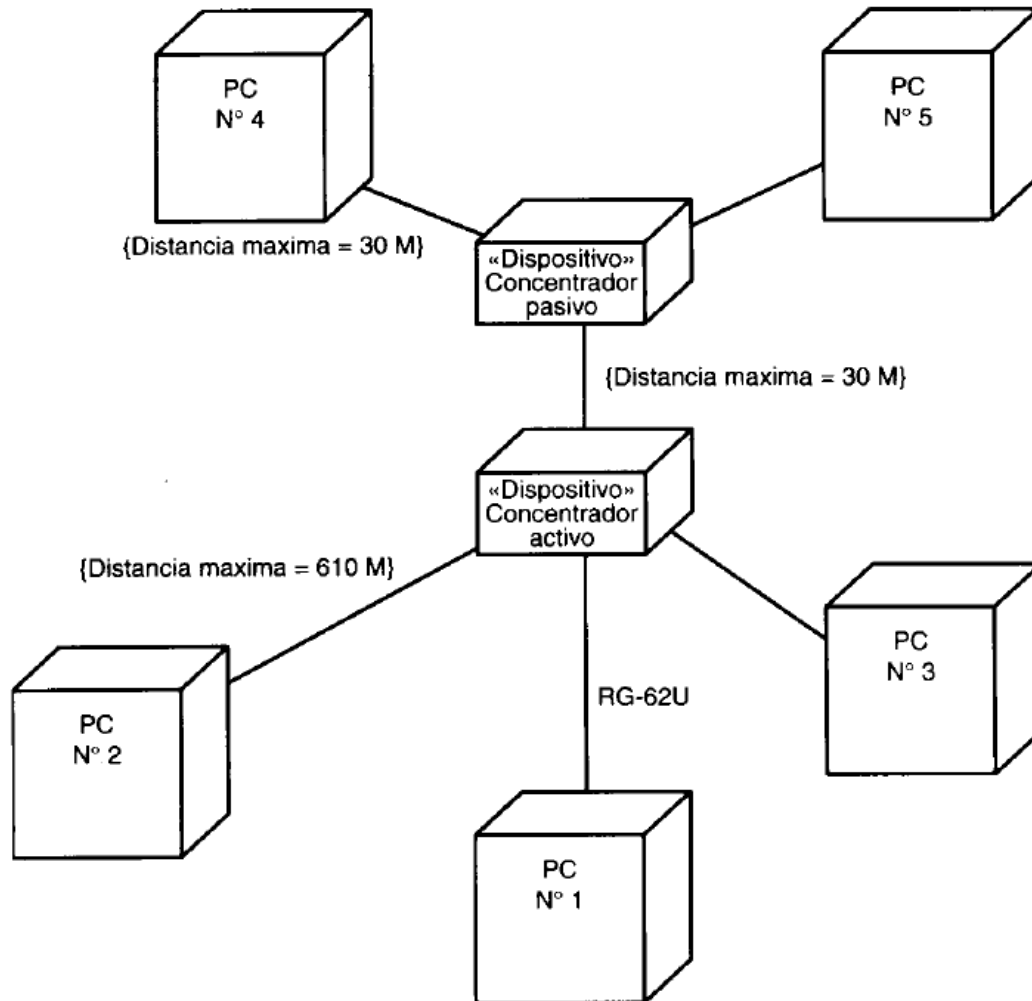 PC
N° 4
PC
N° 5
{Distancia maxima = 30 M}
«Dispositivo»
Concentrador
pasivo
{Distancia maxima = 30 M}
«Dispositivo»
Concentrador
activo
{Distancia maxima = 610 M}
PC
N° 3
RG-62U
PC
N° 2
PC
N° 1